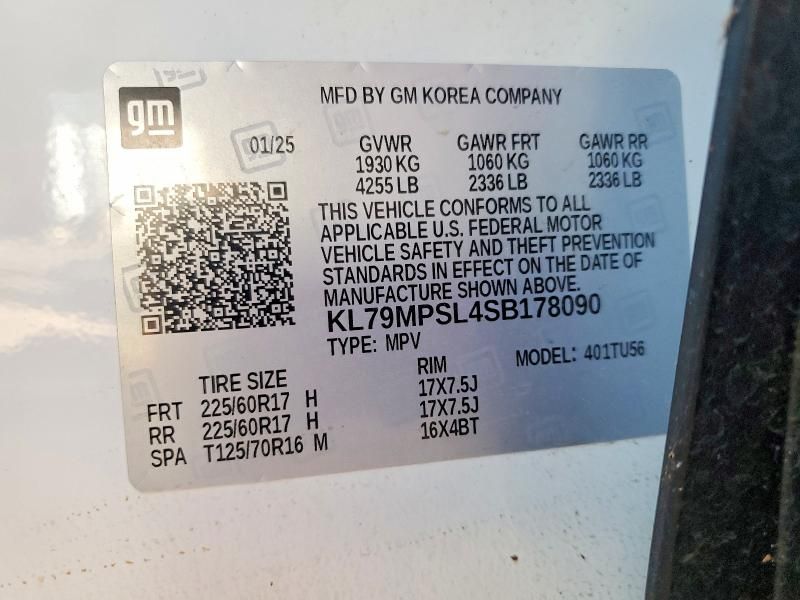 gm
MFD BY GM KOREA COMPANY
01/25
GVWR GAWR FRT GAWR RR
1930 KG 1060 KG 1060 KG
4255 LB 2336 LB 2336 LB
THIS VEHICLE CONFORMS TO ALL
APPLICABLE U.S. FEDERAL MOTOR
VEHICLE SAFETY AND THEFT PREVENTION
STANDARDS IN EFFECT ON THE DATE OF
MANUFACTURE SHOWN ABOVE.
KL79MPSL4SB178090
TYPE: MPV MODEL: 401TU56
TIRE SIZE RIM
FRT 225/60R17 H 17X7.5J
RR 225/60R17 H 17X7.5J
SPA T125/70R16 M 16X4BT